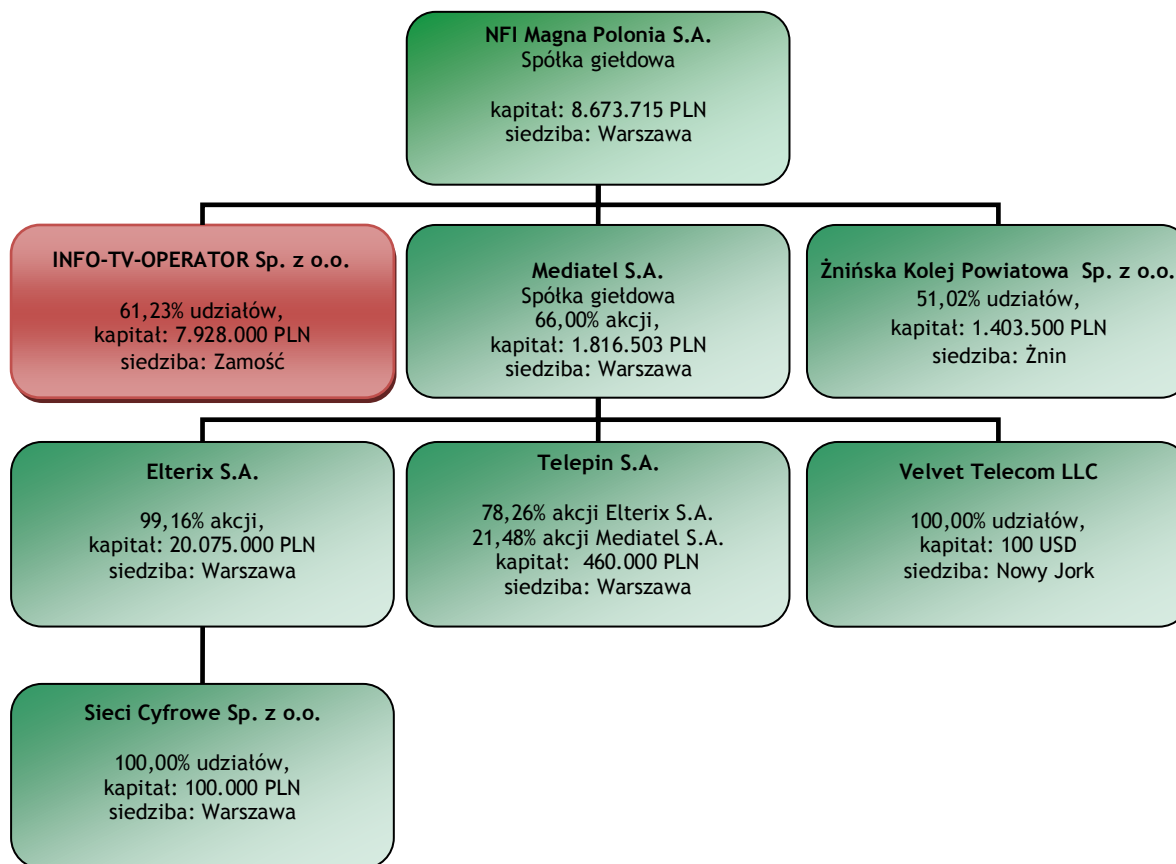 NFI Magna Polonia S.A.
Spółka giełdowa
kapitał: 8.673.715 PLN
siedziba: Warszawa
INFO-TV-OPERATOR Sp. z o.o.
61,23% udziałów,
kapitał: 7.928.000 PLN
siedziba: Zamość
Mediatel S.A.
Spółka giełdowa
66,00% akcji,
kapitał: 1.816.503 PLN
siedziba: Warszawa
Żnińska Kolej Powiatowa Sp. z o.o.
51,02% udziałów,
kapitał: 1.403.500 PLN
siedziba: Żnin
Elterix S.A.
99,16% akcji,
kapitał: 20.075.000 PLN
siedziba: Warszawa
Telepin S.A.
78,26% akcji Elterix S.A.
21,48% akcji Mediatel S.A.
kapitał: 460.000 PLN
siedziba: Warszawa
Velvet Telecom LLC
100,00% udziałów,
kapitał: 100 USD
siedziba: Nowy Jork
Sieci Cyfrowe Sp. z o.o.
100,00% udziałów,
kapitał: 100.000 PLN
siedziba: Warszawa